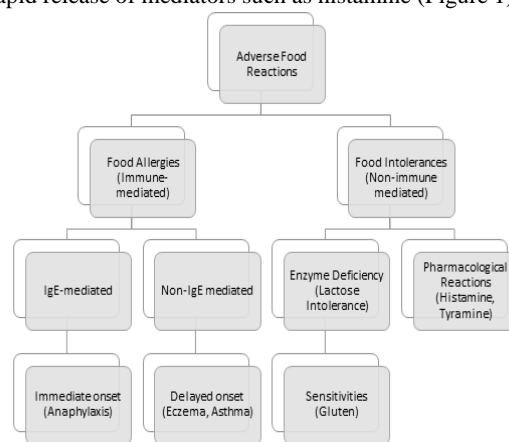 rapid release of mediators such as histamine (Figure 1)
Adverse Food
Reactions
Food Allergies
(Immune-
mediated)
Food Intolerances
(Non-immune
mediated)
IgE-mediated
Non-IgE mediated
Enzyme Deficiency
(Lactose
Intolerance)
Pharmacological
Reactions
(Histamine,
Tyramine)
Immediate onset
(Anaphylaxis)
Delayed onset
(Eczema, Asthma)
Sensitivities
(Gluten)